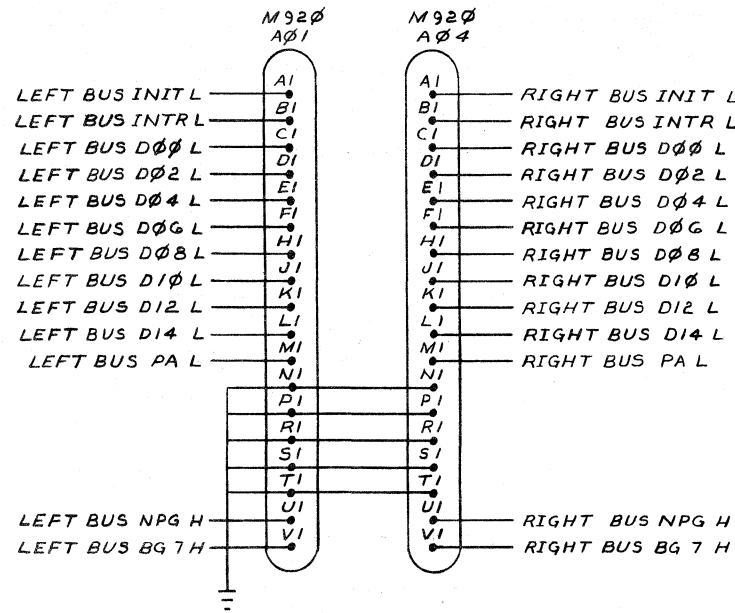 M92Ø M92Ø
AØ1 AØ4
A1 A1
LEFT BUS INIT L RIGHT BUS INIT L
B1 B1
LEFT BUS INTR L RIGHT BUS INTR L
C1 C1
LEFT BUS DØØ L RIGHT BUS DØØ L
D1 D1
LEFT BUS DØ2 L RIGHT BUS DØ2 L
E1 E1
LEFT BUS DØ4 L RIGHT BUS DØ4 L
F1 F1
LEFT BUS DØ6 L RIGHT BUS DØ6 L
H1 H1
LEFT BUS DØ8 L RIGHT BUS DØ8 L
J1 J1
LEFT BUS D1Ø L RIGHT BUS D1Ø L
K1 K1
LEFT BUS D12 L RIGHT BUS D12 L
L1 L1
LEFT BUS D14 L RIGHT BUS D14 L
M1 M1
LEFT BUS PA L RIGHT BUS PA L
N1 N1
P1 P1
R1 R1
S1 S1
T1 T1
U1 U1
LEFT BUS NPG H RIGHT BUS NPG H
V1 V1
LEFT BUS BG 7 H RIGHT BUS BG 7 H